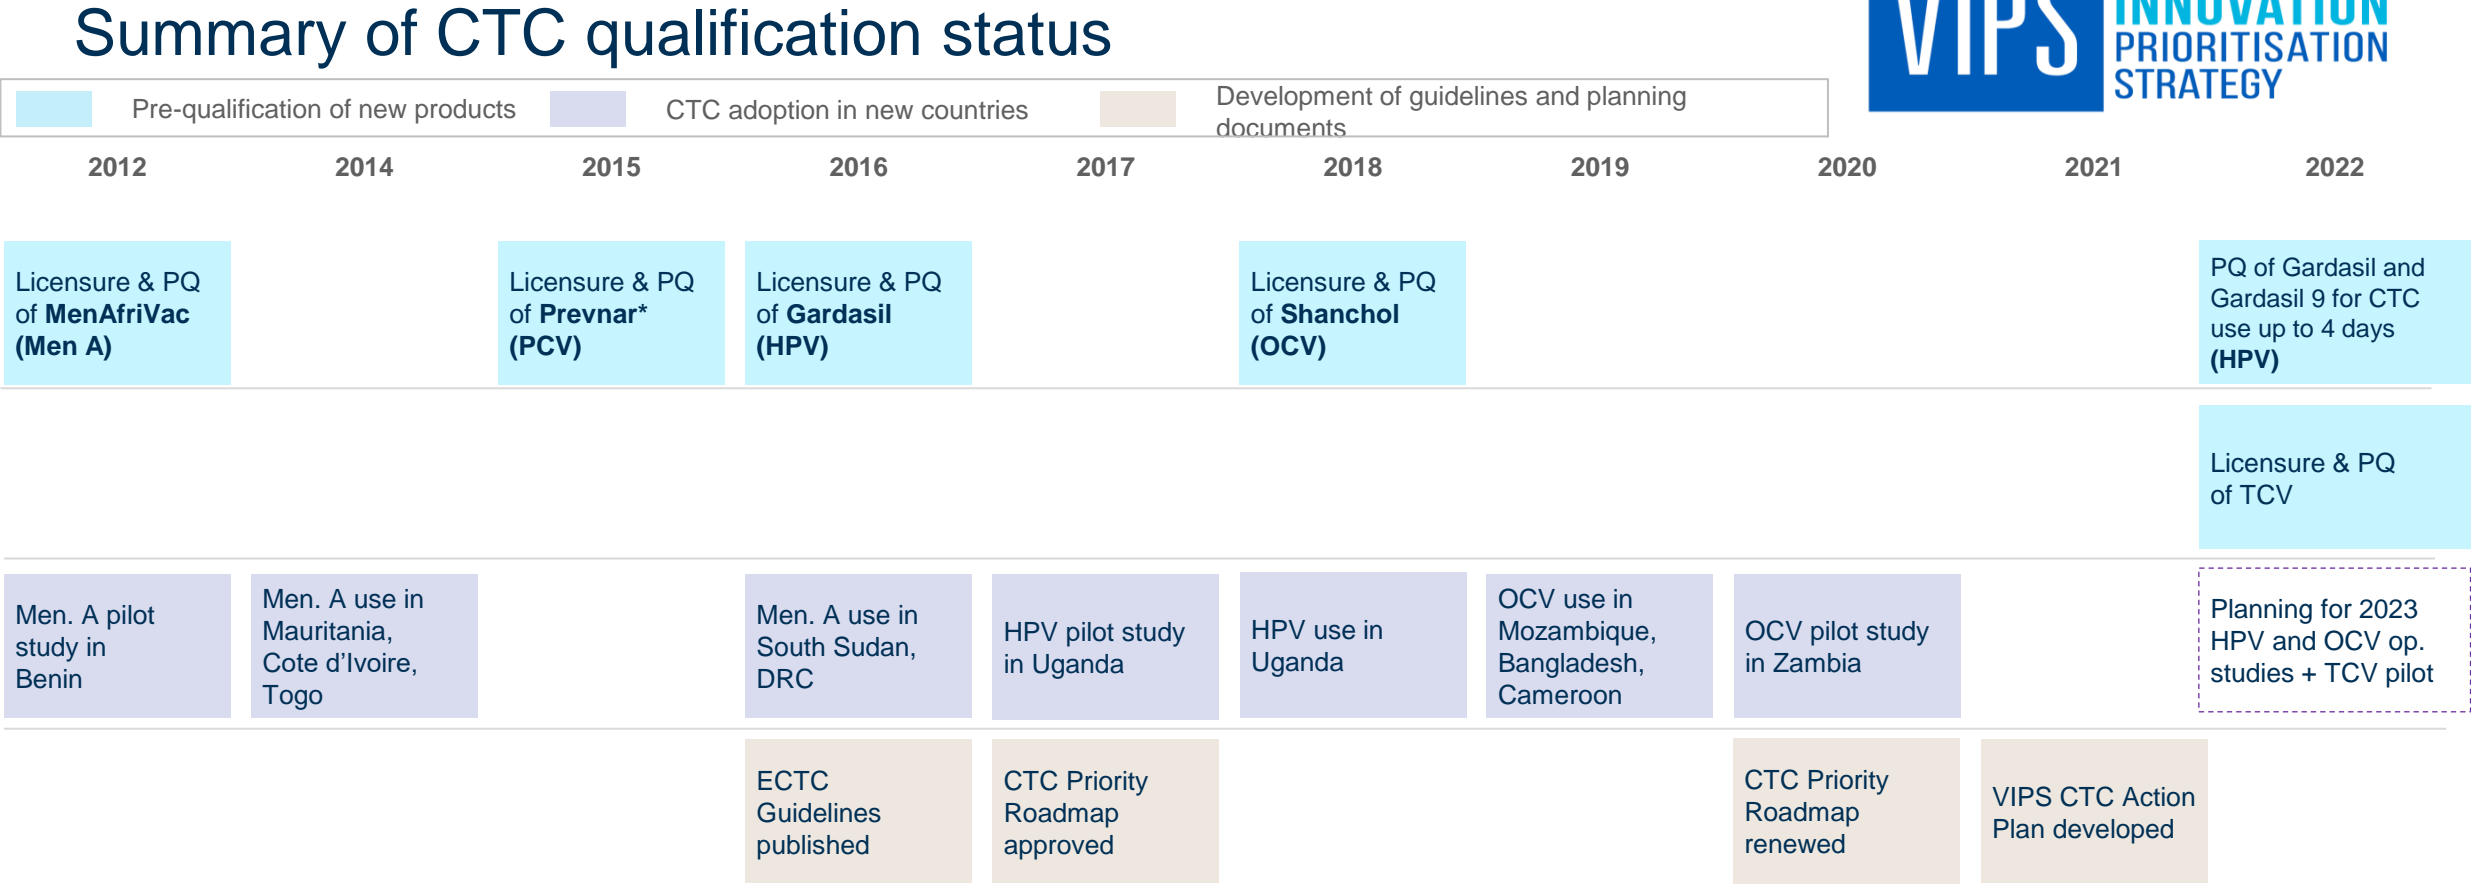 Summary of CTC qualification status
VIPS
INNOVATION
PRIORITISATION
STRATEGY
Pre-qualification of new products
CTC adoption in new countries
Development of guidelines and planning
documents
2012
2014
2015
2016
2017
2018
2019
2020
2021
2022
Licensure & PQ
of MenAfriVac
(Men A)
Licensure & PQ
of Prevnar*
(PCV)
Licensure & PQ
of Gardasil
(HPV)
Licensure & PQ
of Shanchol
(OCV)
PQ of Gardasil and
Gardasil 9 for CTC
use up to 4 days
(HPV)
Licensure & PQ
of TCV
Men. A pilot
study in
Benin
Men. A use in
Mauritania,
Cote d’Ivoire,
Togo
Men. A use in
South Sudan,
DRC
HPV pilot study
in Uganda
HPV use in
Uganda
OCV use in
Mozambique,
Bangladesh,
Cameroon
OCV pilot study
in Zambia
Planning for 2023
HPV and OCV op.
studies + TCV pilot
ECTC
Guidelines
published
CTC Priority
Roadmap
approved
CTC Priority
Roadmap
renewed
VIPS CTC Action
Plan developed